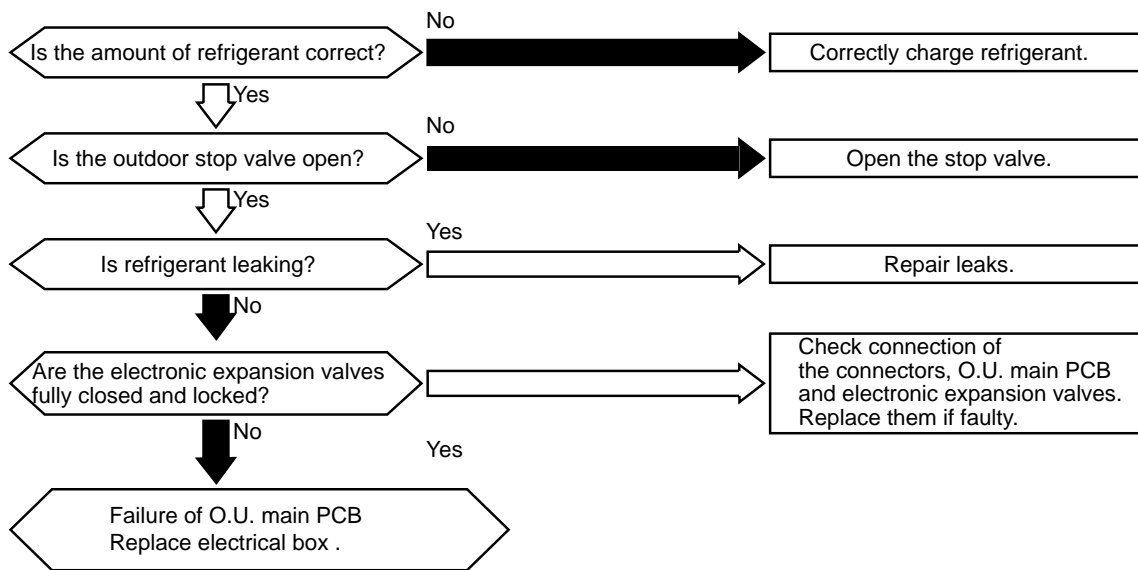 No
Is the amount of refrigerant correct?
Correctly charge refrigerant.
Yes
No
Is the outdoor stop valve open?
Open the stop valve.
Yes
Yes
Is refrigerant leaking?
Repair leaks.
No
Are the electronic expansion valves
fully closed and locked?
Check connection of
the connectors, O.U. main PCB
and electronic expansion valves.
Replace them if faulty.
No
Yes
Failure of O.U. main PCB
Replace electrical box .